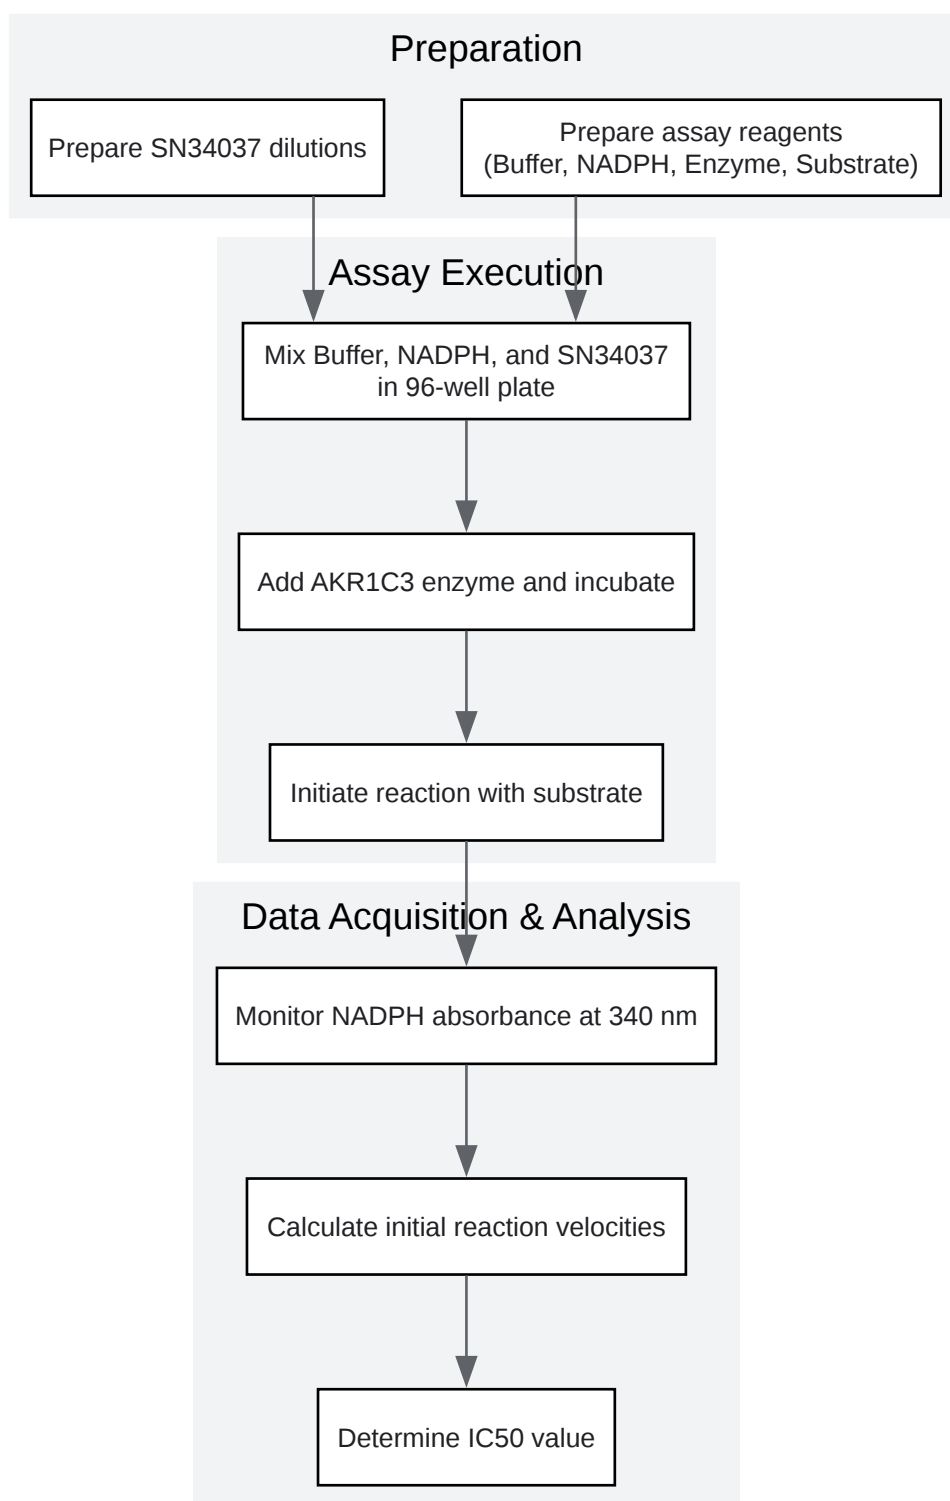 Preparation
Prepare SN34037 dilutions
Prepare assay reagents
(Buffer, NADPH, Enzyme, Substrate)
Assay Execution
Mix Buffer, NADPH, and SN34037
in 96-well plate
Add AKR1C3 enzyme and incubate
Initiate reaction with substrate
Data Acquisition & Analysis
Monitor NADPH absorbance at 340 nm
Calculate initial reaction velocities
Determine IC50 value